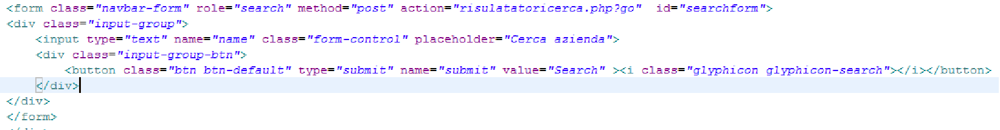 <form class="navbar-form" role="search" method="post" action="risulatatoricerca.php?go"  id="searchform">
<div class="input-group">
    <input type="text" name="name" class="form-control" placeholder="Cerca azienda">
    <div class="input-group-btn">
        <button class="btn btn-default" type="submit" name="submit" value="Search" ><i class="glyphicon glyphicon-search"></i></button>
    </div>
</div>
</form>